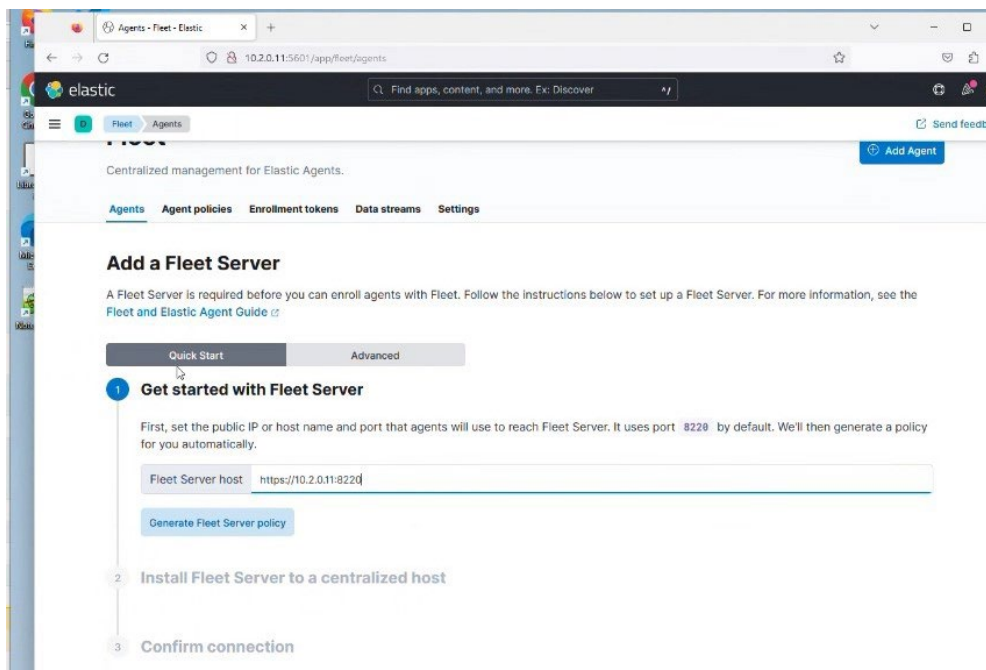 Agents - Fleet - Elastic
10.2.0.11:5601/app/fleet/agents
elastic
Find apps, content, and more. Ex: Discover
^/
D
Fleet
Agents
Send feedb
Fleet
Add Agent
Centralized management for Elastic Agents.
Agents
Agent policies
Enrollment tokens
Data streams
Settings
Add a Fleet Server
A Fleet Server is required before you can enroll agents with Fleet. Follow the instructions below to set up a Fleet Server. For more information, see the
Fleet and Elastic Agent Guide
Quick Start
Advanced
1 Get started with Fleet Server
First, set the public IP or host name and port that agents will use to reach Fleet Server. It uses port 8220 by default. We'll then generate a policy
for you automatically.
Fleet Server host
https://10.2.0.11:8220
Generate Fleet Server policy
2 Install Fleet Server to a centralized host
3 Confirm connection